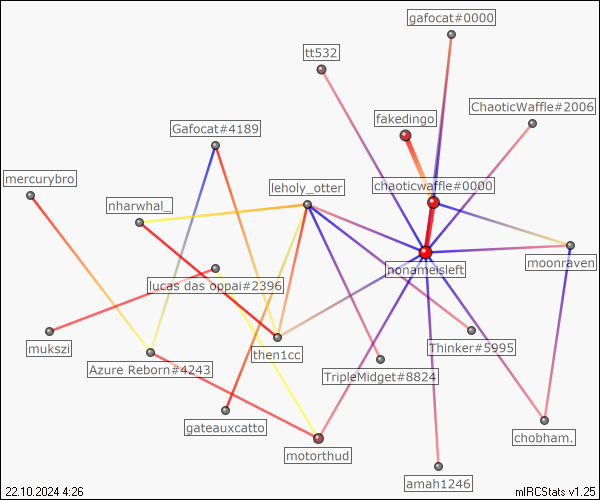 gafocat#0000
tt532
ChaoticWaffle#2006
fakedingo
Gafocat#4189
mercurybro
chaoticwaffle#0000
leholy_otter
nharwhal_
moonraven
nonameisleft
lucas das oppai#2396
mukszi
then1cc
Thinker#5995
Azure Reborn#4243
TripleMidget#8824
gateauxcatto
chobham.
motorthud
amah1246
22.10.2024 4:26
mIRCStats v1.25